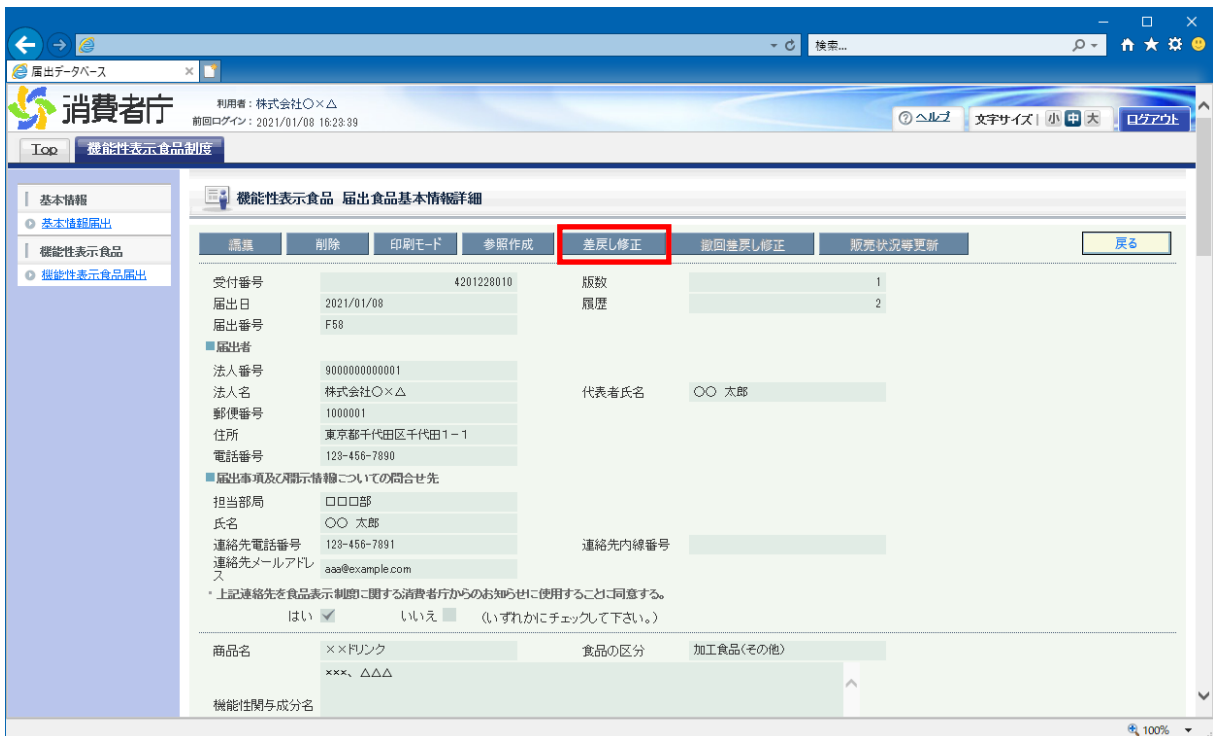 検索...
届出データベース
消費者庁
利用者：株式会社〇×△
前回ログイン：2021/01/08 16:23:39
ヘルプ 文字サイズ | 小 中 大 ログアウト
Top 機能性表示食品制度
基本情報
基本情報届出
機能性表示食品
機能性表示食品届出
機能性表示食品 届出食品基本情報詳細
編集 削除 印刷モード 参照作成 差戻し修正 撤回差戻し修正 販売状況等更新 戻る
受付番号 4201228010 版数 1
届出日 2021/01/08 履歴 2
届出番号 F58
■届出者
法人番号 9000000000001
法人名 株式会社〇×△ 代表者氏名 〇〇 太郎
郵便番号 1000001
住所 東京都千代田区千代田1－1
電話番号 123-456-7890
■届出事項及び開示情報についての問合せ先
担当部局 口口口部
氏名 〇〇 太郎
連絡先電話番号 123-456-7891 連絡先内線番号
連絡先メールアドレス aaa@example.com
・上記連絡先を食品表示制度に関する消費者庁からのお知らせに使用することに同意する。
はい いいえ （いずれかにチェックして下さい。）
商品名 ××ドリンク 食品の区分 加工食品(その他)
×××、△△△
機能性関与成分名
100%